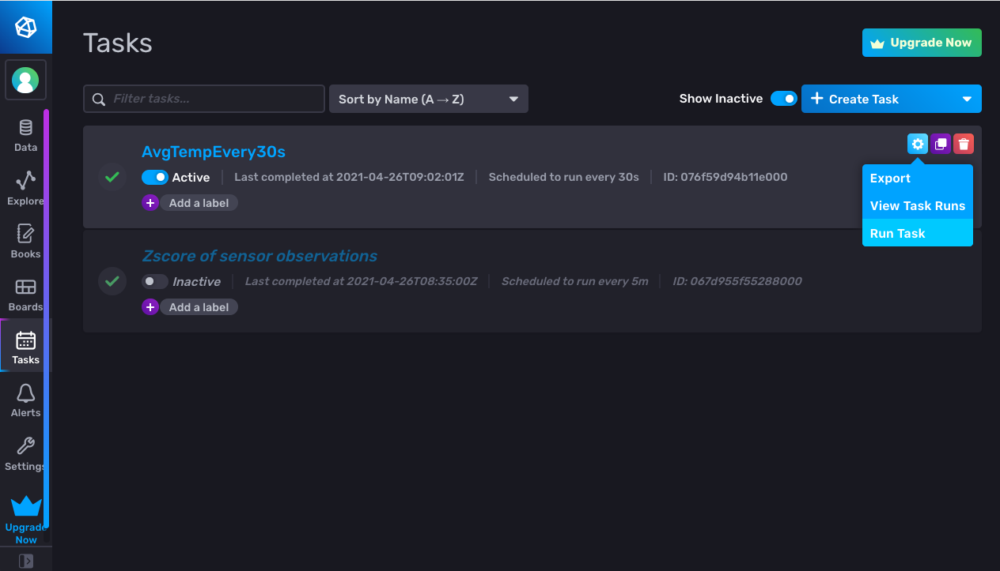 Tasks
Upgrade Now
Filter tasks...
Sort by Name (A → Z)
Show Inactive
Create Task
Data
Explore
Books
Boards
Tasks
Alerts
Settings
Upgrade
Now
AvgTempEvery30s
Active
Last completed at 2021-04-26T09:02:01Z
Scheduled to run every 30s
ID: 076f59d94b11e000
Add a label
Export
View Task Runs
Run Task
Zscore of sensor observations
Inactive
Last completed at 2021-04-26T08:35:00Z
Scheduled to run every 5m
ID: 067d955f55288000
Add a label